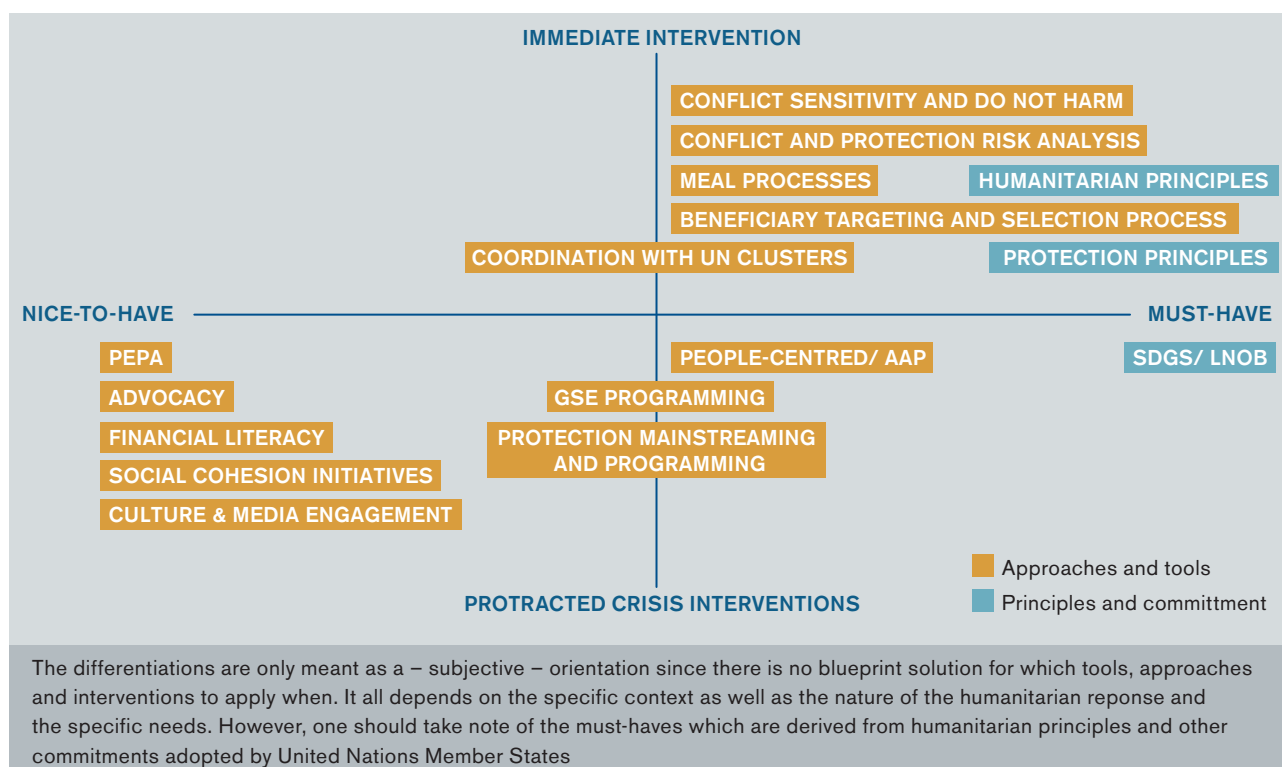 IMMEDIATE INTERVENTION
CONFLICT SENSITIVITY AND DO NOT HARM
CONFLICT AND PROTECTION RISK ANALYSIS
MEAL PROCESSES
HUMANITARIAN PRINCIPLES
BENEFICIARY TARGETING AND SELECTION PROCESS
COORDINATION WITH UN CLUSTERS
PROTECTION PRINCIPLES
NICE-TO-HAVE
MUST-HAVE
PEPA
PEOPLE-CENTRED/ AAP
SDGS/ LNOB
ADVOCACY
GSE PROGRAMMING
FINANCIAL LITERACY
PROTECTION MAINSTREAMING
AND PROGRAMMING
SOCIAL COHESION INITIATIVES
CULTURE & MEDIA ENGAGEMENT
Approaches and tools
Principles and committment
PROTRACTED CRISIS INTERVENTIONS
The differentiations are only meant as a – subjective – orientation since there is no blueprint solution for which tools, approaches
and interventions to apply when. It all depends on the specific context as well as the nature of the humanitarian reponse and
the specific needs. However, one should take note of the must-haves which are derived from humanitarian principles and other
commitments adopted by United Nations Member States